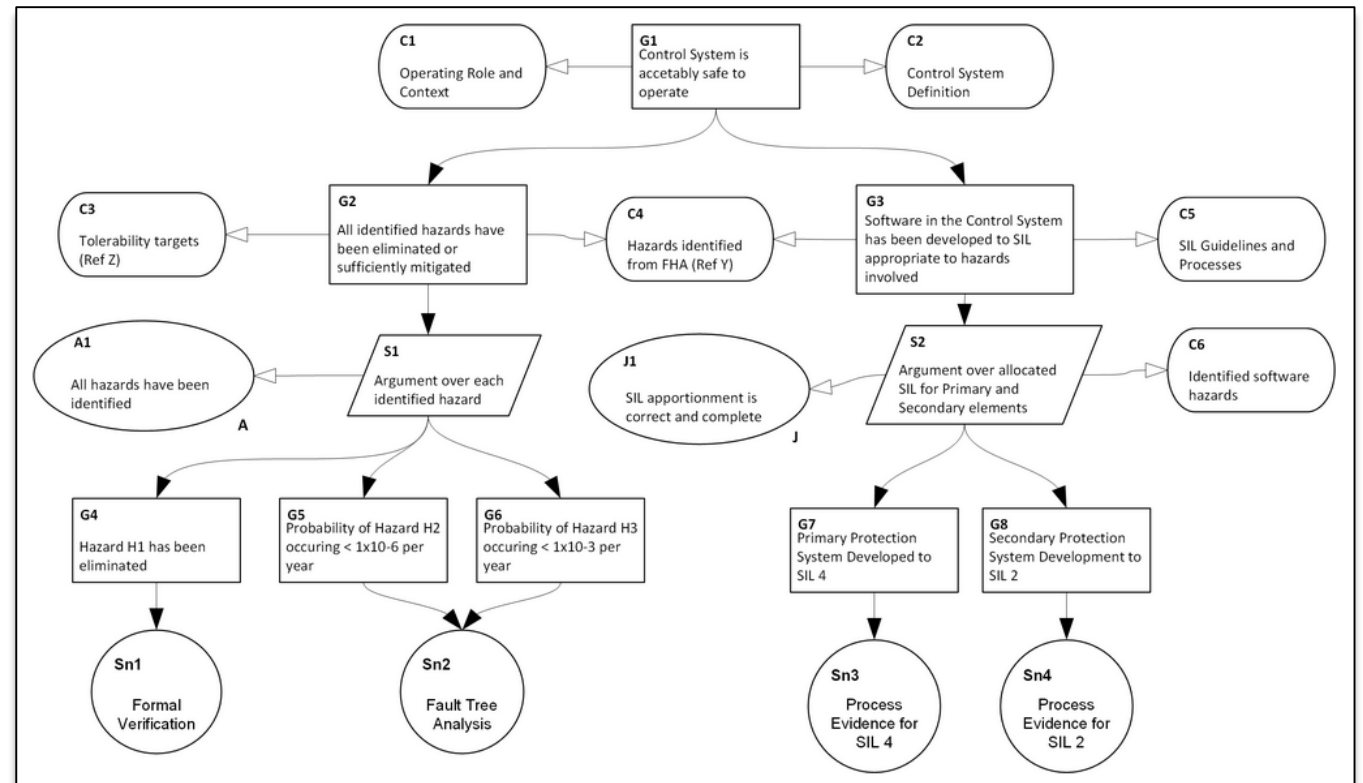 C1
Operating Role and
Context
G1
Control System is
accetably safe to
operate
C2
Control System
Definition
C3
Tolerability targets
(Ref Z)
G2
All identified hazards have
been eliminated or
sufficiently mitigated
C4
Hazards identified
from FHA (Ref Y)
G3
Software in the Control System
has been developed to SIL
appropriate to hazards
involved
C5
SIL Guidelines and
Processes
A1
All hazards have been
identified
A
S1
Argument over each
identified hazard
J1
SIL apportionment is
correct and complete
J
S2
Argument over allocated
SIL for Primary and
Secondary elements
C6
Identified software
hazards
G4
Hazard H1 has been
eliminated
G5
Probability of Hazard H2
occuring < 1x10-6 per
year
G6
Probability of Hazard H3
occuring < 1x10-3 per
year
G7
Primary Protection
System Developed to
SIL 4
G8
Secondary Protection
System Development to
SIL 2
Sn1
Formal
Verification
Sn2
Fault Tree
Analysis
Sn3
Process
Evidence for
SIL 4
Sn4
Process
Evidence for
SIL 2